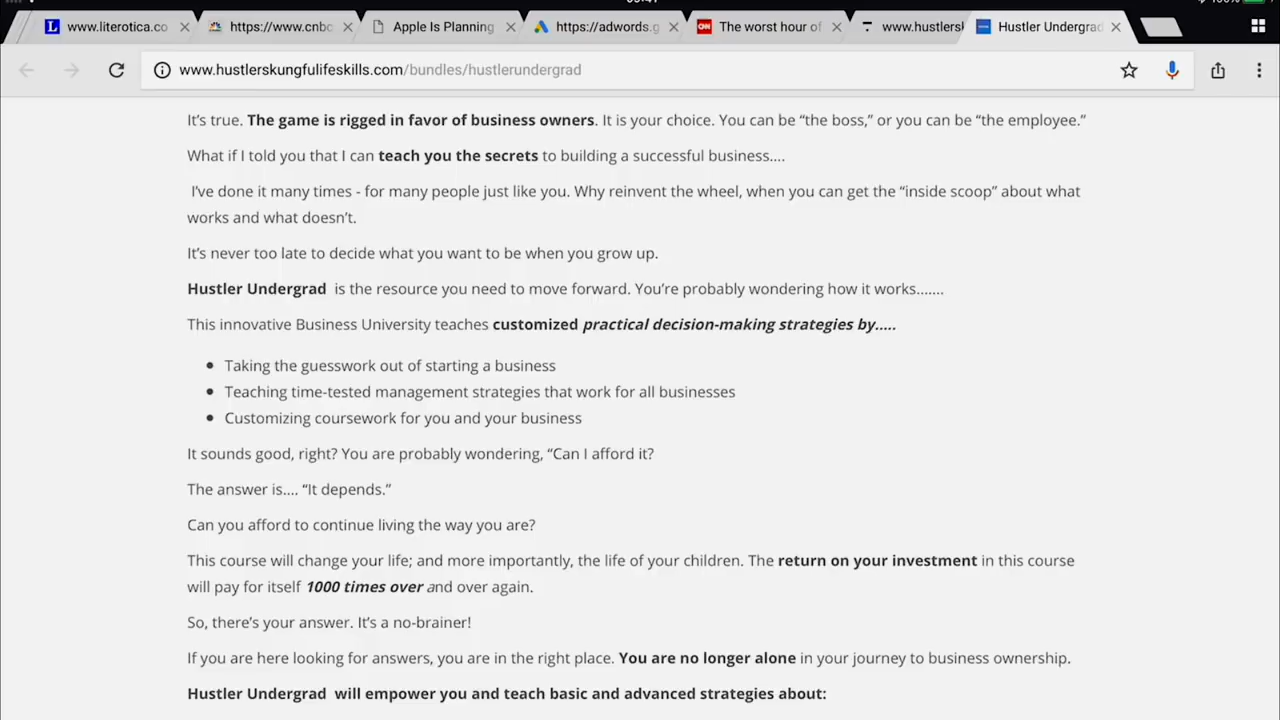 www.literotica.co
https://www.cnbc
Apple Is Planning
https://adwords.g
CNN
The worst hour of
www.hustlersk
Hustler Undergrad
www.hustlerskungfulifeskills.com/bundles/hustlerundergrad
It's true. The game is rigged in favor of business owners. It is your choice. You can be “the boss,” or you can be “the employee.”
What if I told you that I can teach you the secrets to building a successful business....
I've done it many times - for many people just like you. Why reinvent the wheel, when you can get the “inside scoop” about what
works and what doesn't.
It's never too late to decide what you want to be when you grow up.
Hustler Undergrad is the resource you need to move forward. You're probably wondering how it works.......
This innovative Business University teaches customized practical decision-making strategies by.....
• Taking the guesswork out of starting a business
• Teaching time-tested management strategies that work for all businesses
• Customizing coursework for you and your business
It sounds good, right? You are probably wondering, “Can I afford it?
The answer is.... “It depends.”
Can you afford to continue living the way you are?
This course will change your life; and more importantly, the life of your children. The return on your investment in this course
will pay for itself 1000 times over and over again.
So, there's your answer. It's a no-brainer!
If you are here looking for answers, you are in the right place. You are no longer alone in your journey to business ownership.
Hustler Undergrad will empower you and teach basic and advanced strategies about: